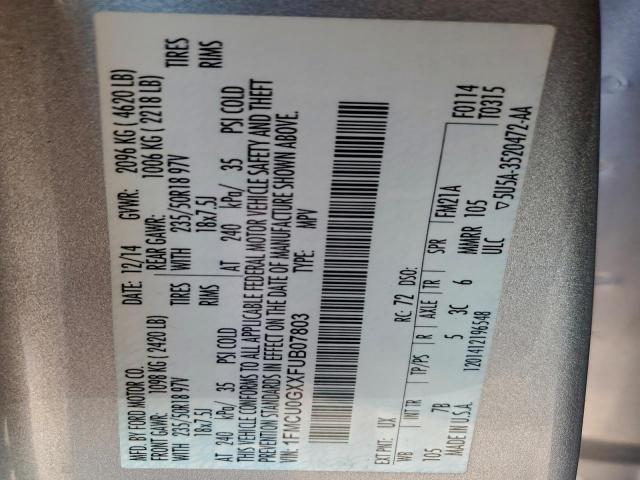 MFD. BY FORD MOTOR CO.
DATE: 12/14 GVWR: 2096 KG ( 4620 LB)
FRONT GAWR: 1098 KG ( 2420 LB) REAR GAWR: 1006 KG ( 2218 LB)
235/50R18 97V TIRES WITH 235/50R18 97V TIRES
18x7.5J RIMS 18x7.5J RIMS
AT 240 kPa/ 35 PSI COLD AT 240 kPa/ 35 PSI COLD
THIS VEHICLE CONFORMS TO ALL APPLICABLE FEDERAL MOTOR VEHICLE SAFETY AND THEFT
PREVENTION STANDARDS IN EFFECT ON THE DATE OF MANUFACTURE SHOWN ABOVE.
1FMCU0GXXFUB07803 TYPE: MPV
EXT PNT: UX RC: 72 DSO: F0114
WB INT TR TP/PS R AXLE TR SPR FM21A T0315
105 7B 5 3C 6 MMRR 105
MADE IN U.S.A. 1201412196548 ULC ▽5U5A-3520472-AA